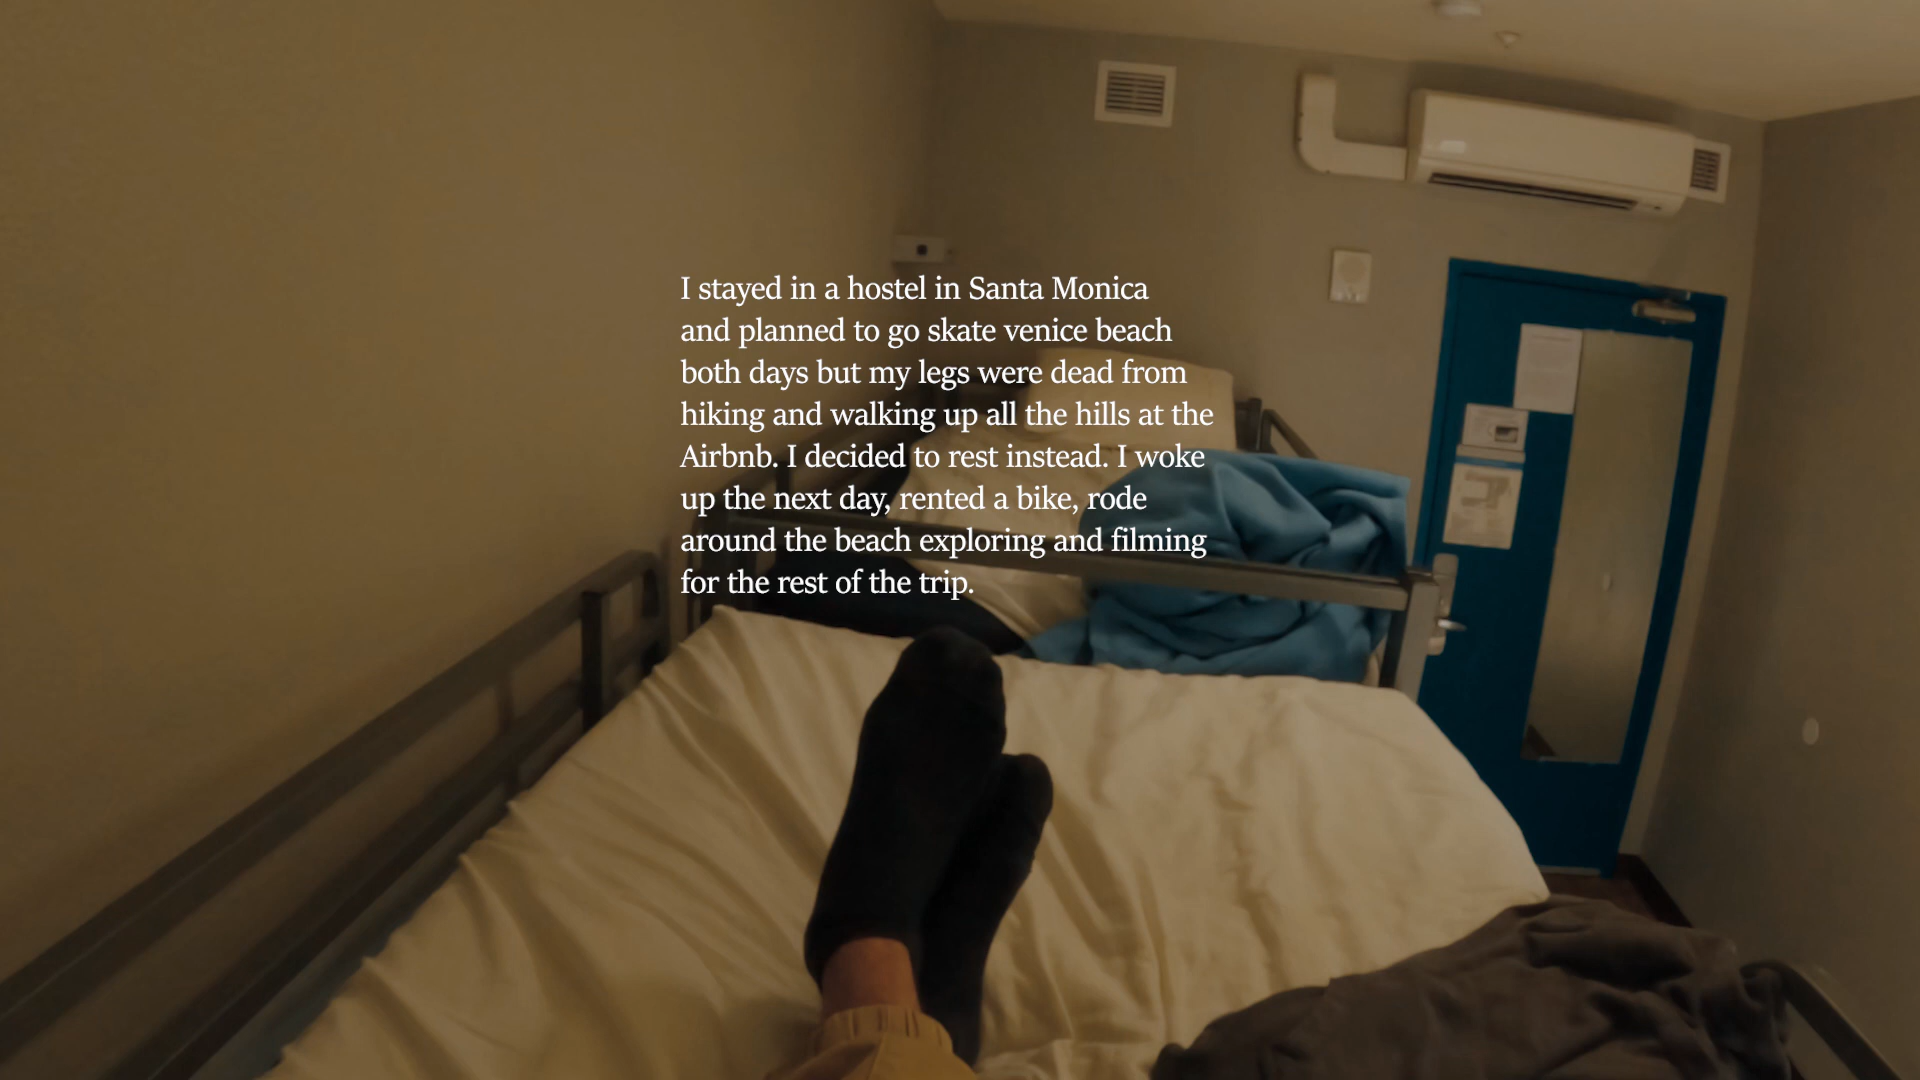 I stayed in a hostel in Santa Monica
and planned to go skate venice beach
both days but my legs were dead from
hiking and walking up all the hills at the
Airbnb. I decided to rest instead. I woke
up the next day, rented a bike, rode
around the beach exploring and filming
for the rest of the trip.